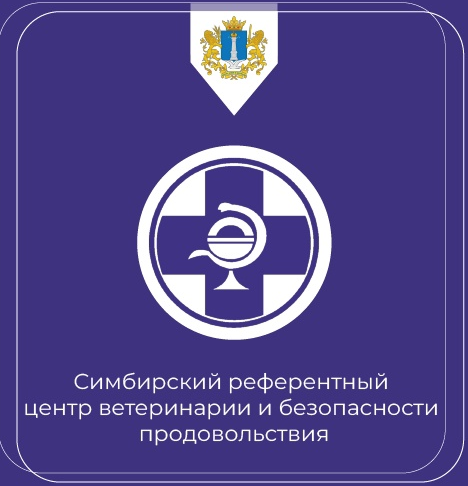 Симбирский референтный
центр ветеринарии и безопасности
продовольствия